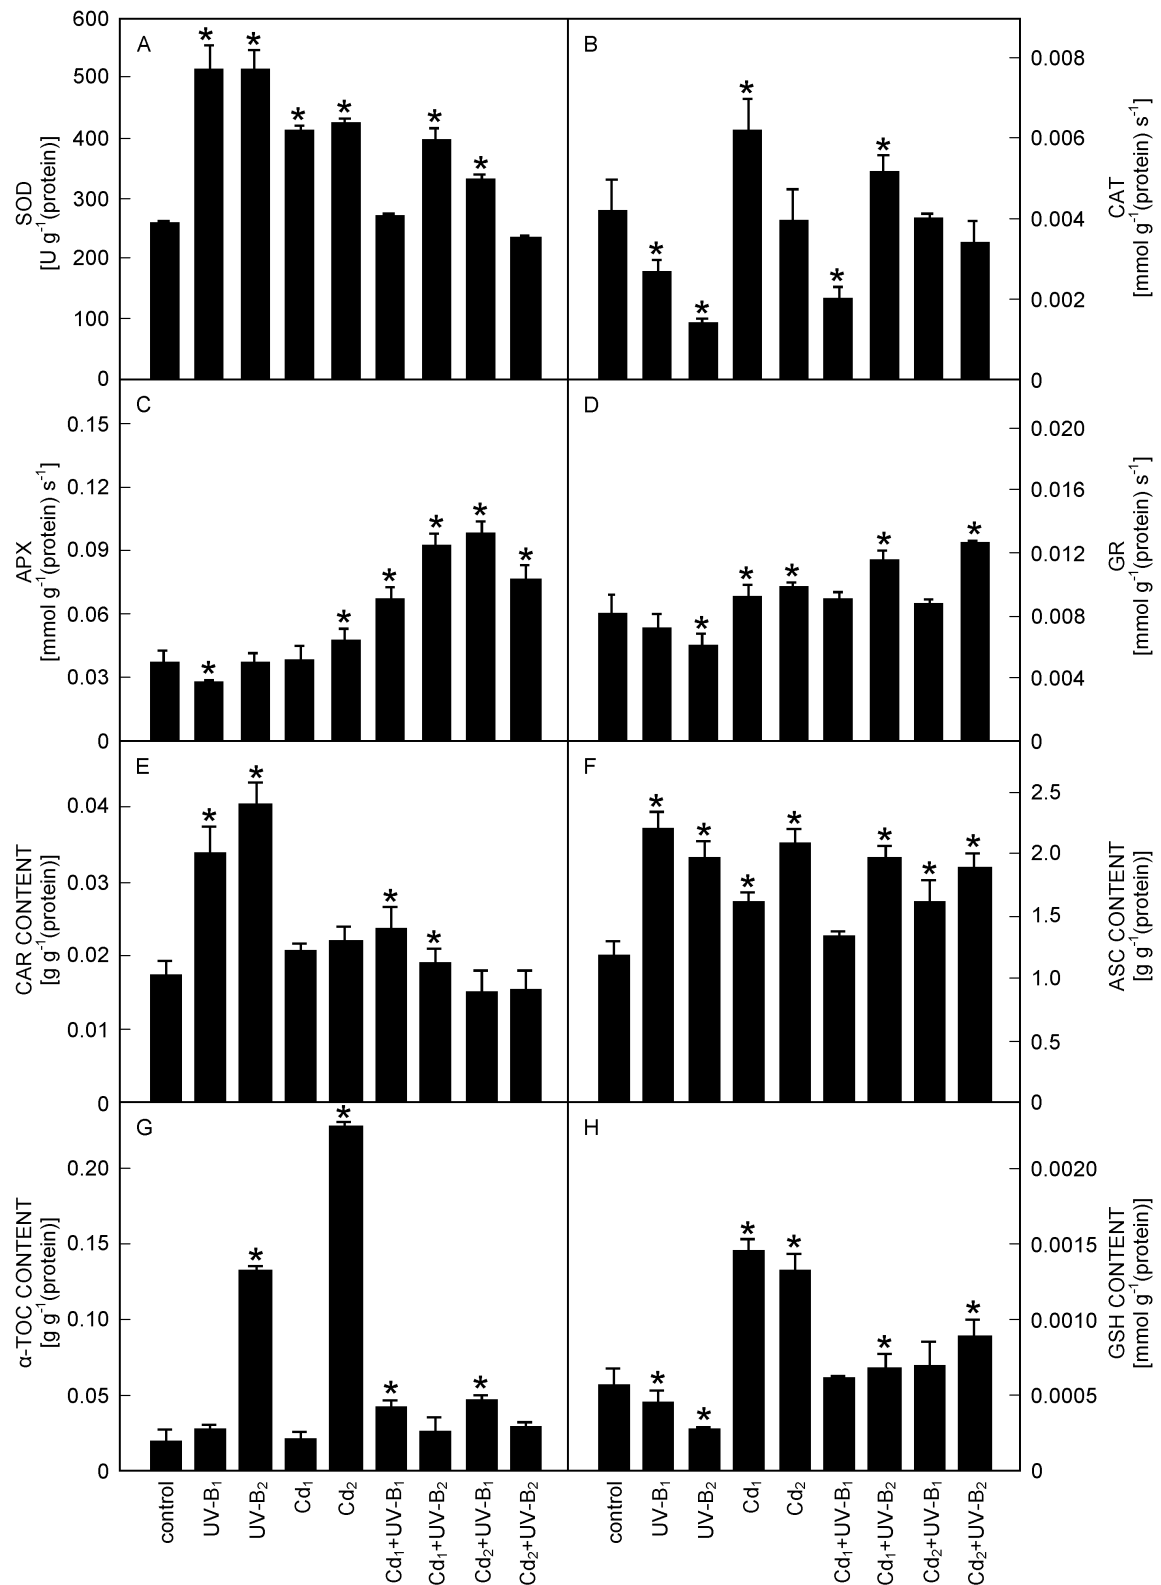 A
600
500
400
300
200
100
0
SOD
[U g⁻¹(protein)]
* * * * * *
B
0.008
0.006
0.004
0.002
0
CAT
[mmol g⁻¹(protein) s⁻¹]
* * * * *
C
0.15
0.12
0.09
0.06
0.03
0
APX
[mmol g⁻¹(protein) s⁻¹]
* * * * * *
D
0.020
0.016
0.012
0.008
0.004
0
GR
[mmol g⁻¹(protein) s⁻¹]
* * * * *
E
0.04
0.03
0.02
0.01
0
CAR CONTENT
[g g⁻¹(protein)]
* * * *
F
2.5
2.0
1.5
1.0
0.5
0
ASC CONTENT
[g g⁻¹(protein)]
* * * * * * *
G
0.20
0.15
0.10
0.05
0
α-TOC CONTENT
[g g⁻¹(protein)]
* * * *
H
0.0020
0.0015
0.0010
0.0005
0
GSH CONTENT
[mmol g⁻¹(protein)]
* * * * * *
control
UV-B₁
UV-B₂
Cd₁
Cd₂
Cd₁+UV-B₁
Cd₁+UV-B₂
Cd₂+UV-B₁
Cd₂+UV-B₂
control
UV-B₁
UV-B₂
Cd₁
Cd₂
Cd₁+UV-B₁
Cd₁+UV-B₂
Cd₂+UV-B₁
Cd₂+UV-B₂